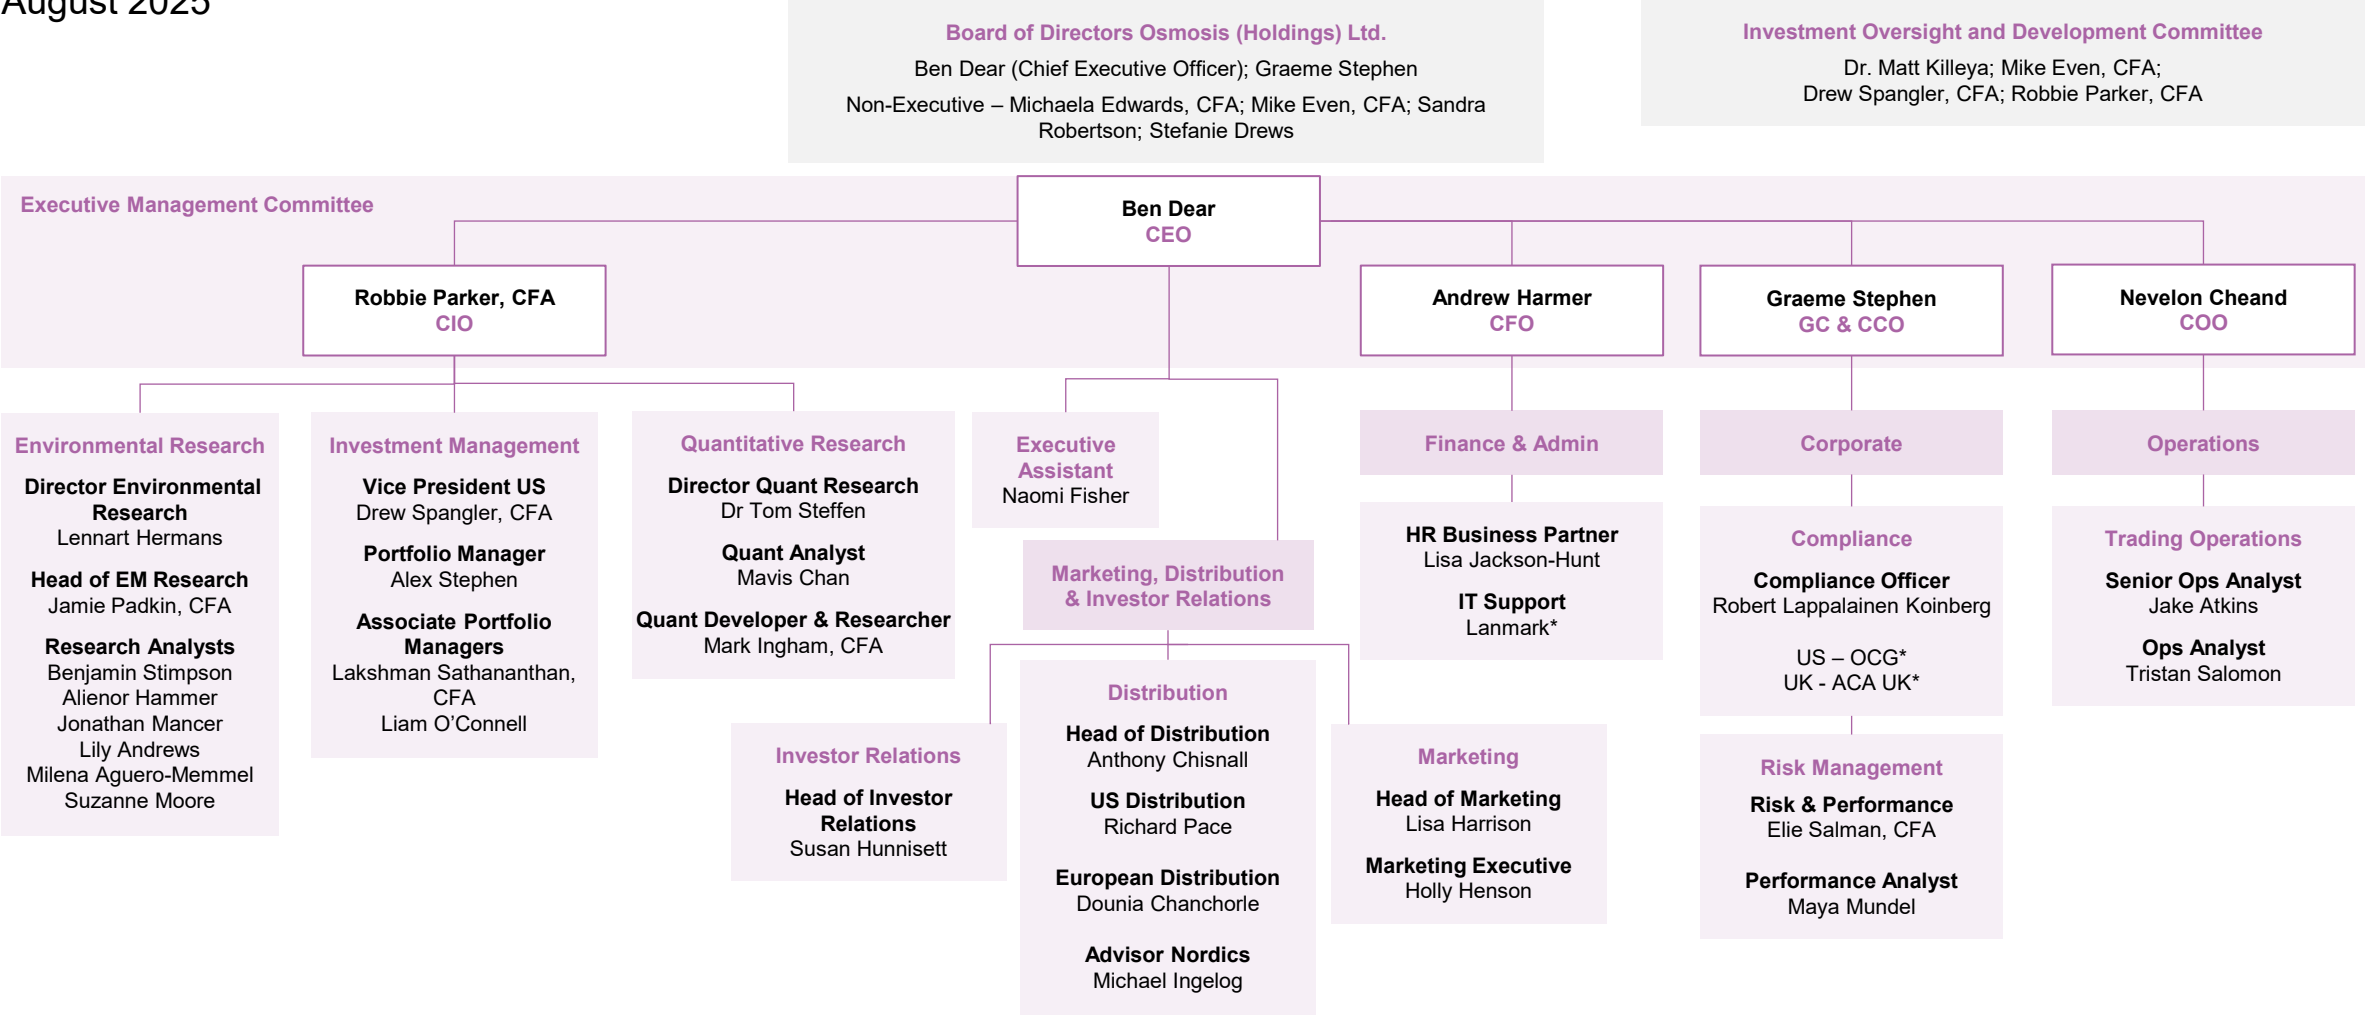 August 2025
Board of Directors Osmosis (Holdings) Ltd.
Ben Dear (Chief Executive Officer); Graeme Stephen
Non-Executive – Michaela Edwards, CFA; Mike Even, CFA; Sandra
Robertson; Stefanie Drews
Investment Oversight and Development Committee
Dr. Matt Killeya; Mike Even, CFA;
Drew Spangler, CFA; Robbie Parker, CFA
Executive Management Committee
Ben Dear
CEO
Robbie Parker, CFA
CIO
Andrew Harmer
CFO
Graeme Stephen
GC & CCO
Nevelon Cheand
COO
Environmental Research
Director Environmental
Research
Lennart Hermans
Head of EM Research
Jamie Padkin, CFA
Research Analysts
Benjamin Stimpson
Alienor Hammer
Jonathan Mancer
Lily Andrews
Milena Aguero-Memmel
Suzanne Moore
Investment Management
Vice President US
Drew Spangler, CFA
Portfolio Manager
Alex Stephen
Associate Portfolio
Managers
Lakshman Sathananthan,
CFA
Liam O’Connell
Quantitative Research
Director Quant Research
Dr Tom Steffen
Quant Analyst
Mavis Chan
Quant Developer & Researcher
Mark Ingham, CFA
Executive
Assistant
Naomi Fisher
Marketing, Distribution
& Investor Relations
Investor Relations
Head of Investor
Relations
Susan Hunnisett
Distribution
Head of Distribution
Anthony Chisnall
US Distribution
Richard Pace
European Distribution
Dounia Chanchorle
Advisor Nordics
Michael Ingelog
Marketing
Head of Marketing
Lisa Harrison
Marketing Executive
Holly Henson
Finance & Admin
HR Business Partner
Lisa Jackson-Hunt
IT Support
Lanmark*
Corporate
Compliance
Compliance Officer
Robert Lappalainen Koinberg
US – OCG*
UK - ACA UK*
Risk Management
Risk & Performance
Elie Salman, CFA
Performance Analyst
Maya Mundel
Operations
Trading Operations
Senior Ops Analyst
Jake Atkins
Ops Analyst
Tristan Salomon